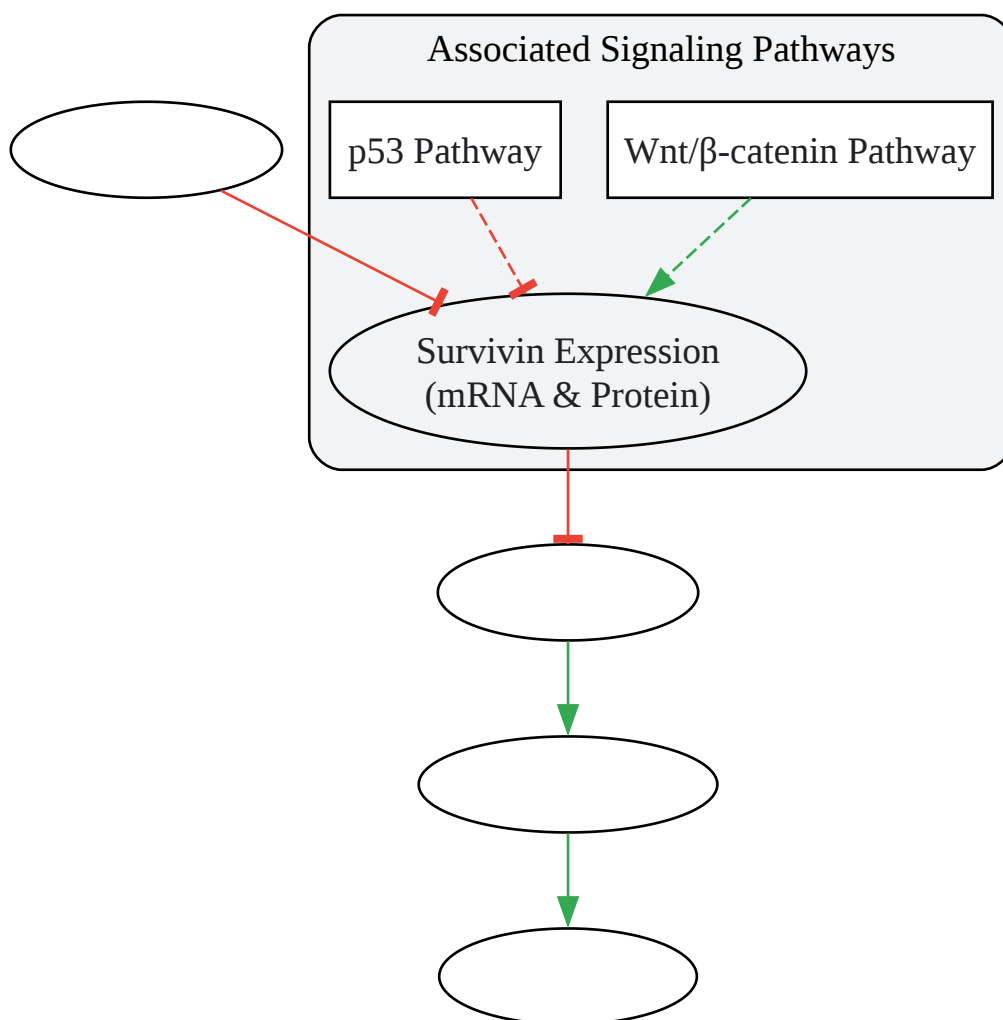 Associated Signaling Pathways
p53 Pathway
Wnt/β-catenin Pathway
Survivin Expression
(mRNA & Protein)